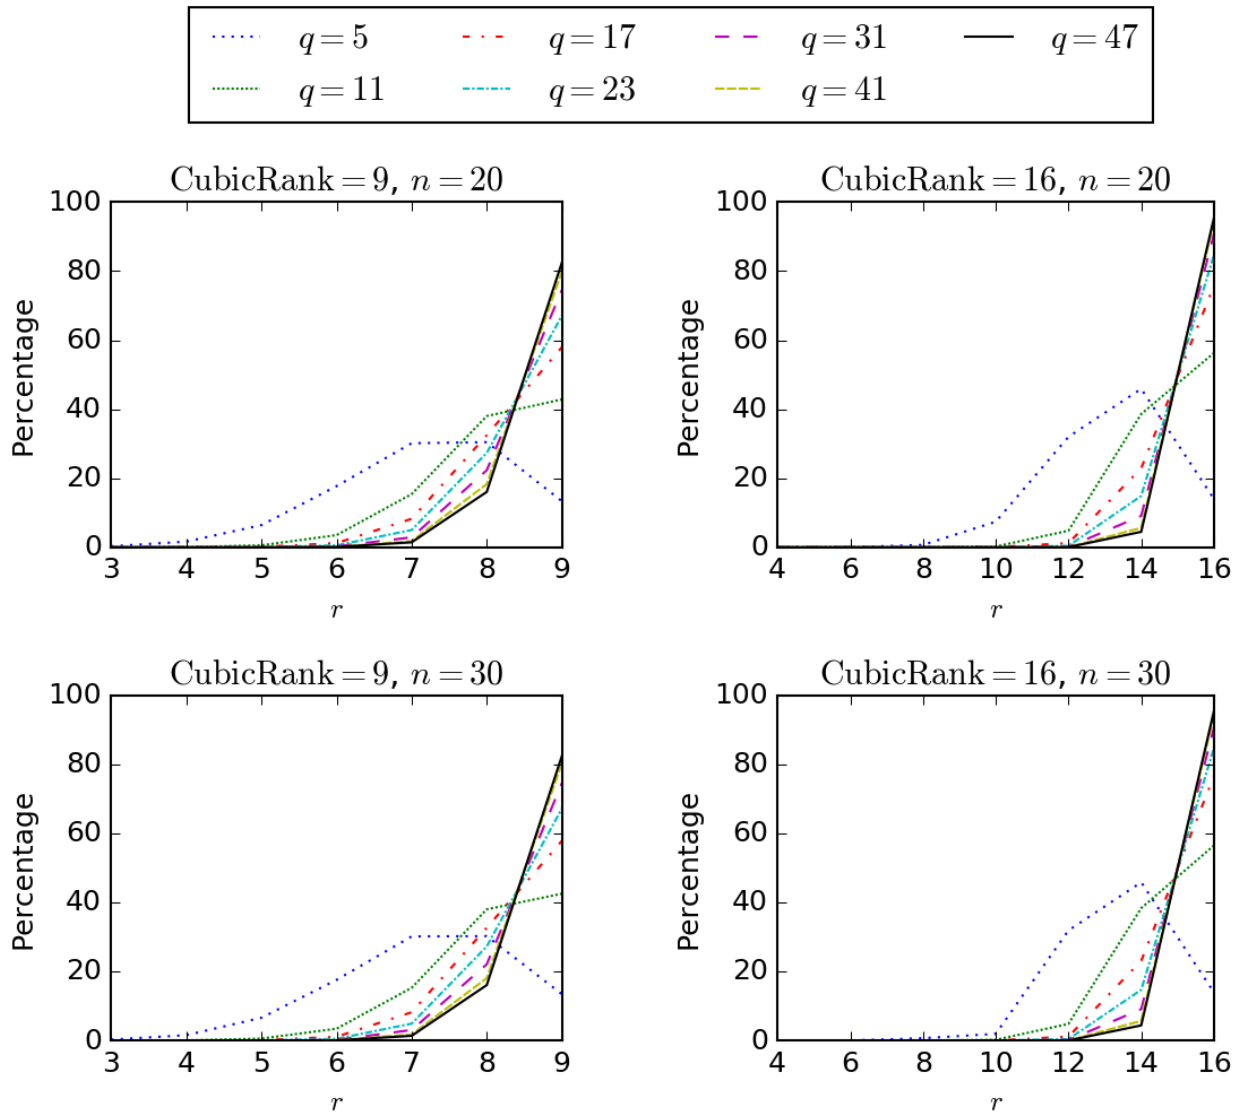 q = 5 q = 17 q = 31 q = 47
q = 11 q = 23 q = 41
CubicRank = 9, n = 20
100
80
60
40
20
0
Percentage
3 4 5 6 7 8 9
r
CubicRank = 16, n = 20
100
80
60
40
20
0
Percentage
4 6 8 10 12 14 16
r
CubicRank = 9, n = 30
100
80
60
40
20
0
Percentage
3 4 5 6 7 8 9
r
CubicRank = 16, n = 30
100
80
60
40
20
0
Percentage
4 6 8 10 12 14 16
r